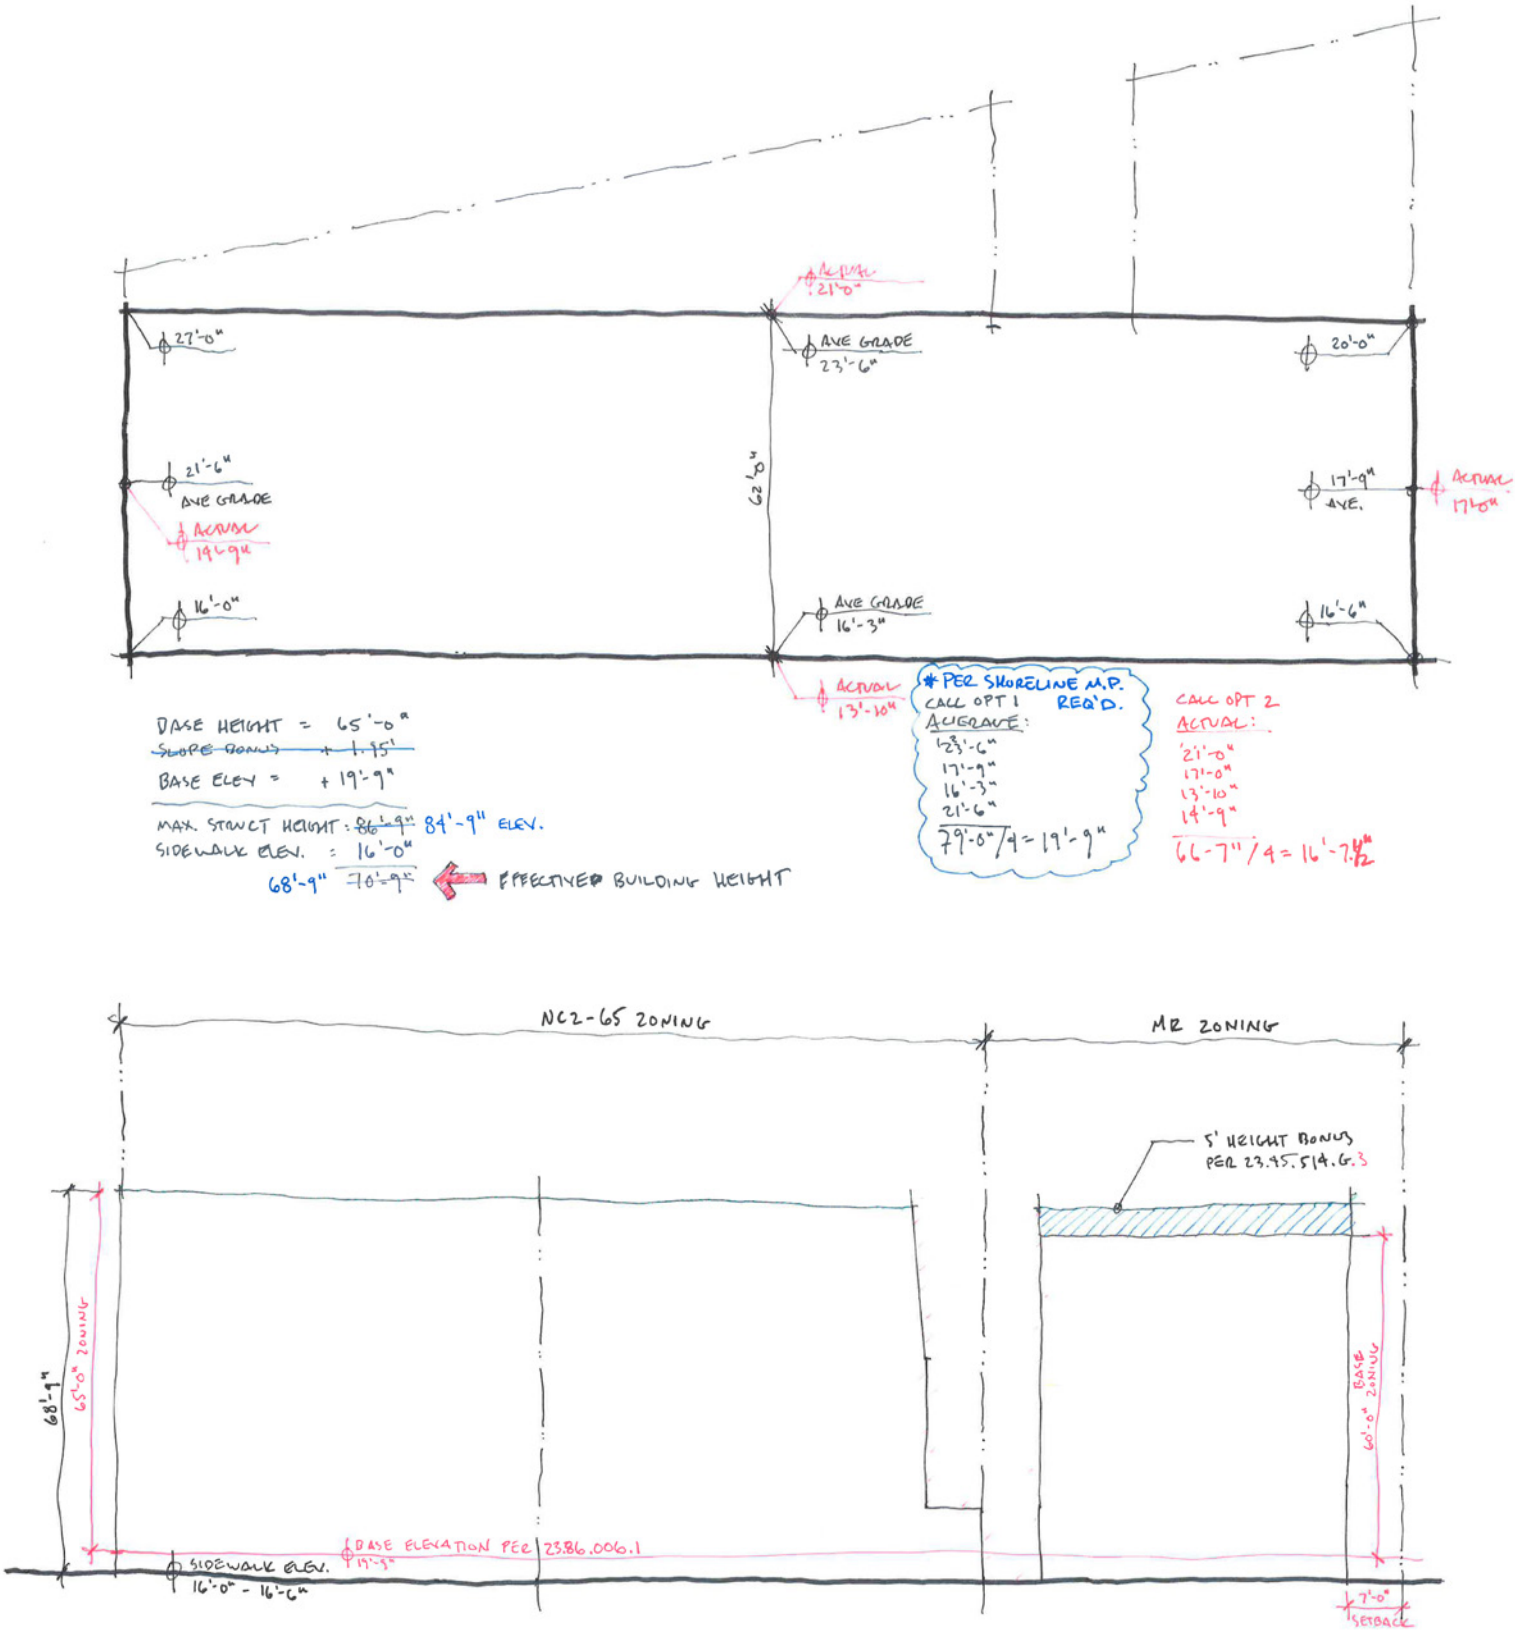 ACTUAL
21'-0"
27'-0"
AVE GRADE
23'-6"
20'-0"
21'-6"
AVE GRADE
ACTUAL
14'-9"
62'-0"
17'-9"
AVE.
ACTUAL
17'-0"
16'-0"
AVE GRADE
16'-3"
16'-6"
ACTUAL
13'-10"
BASE HEIGHT = 65'-0"
SLOPE BONUS + 1.95'
BASE ELEV = + 19'-9"
MAX. STRUCT HEIGHT: 86'-9" 84'-9" ELEV.
SIDEWALK ELEV. = 16'-0"
68'-9" 70'-9" EFFECTIVE BUILDING HEIGHT
* PER SHORELINE M.P.
CALC OPT 1 REQ'D.
AVERAGE:
23'-6"
17'-9"
16'-3"
21'-6"
79'-0"/4 = 19'-9"
CALC OPT 2
ACTUAL:
21'-0"
17'-0"
13'-10"
14'-9"
66-7"/4 = 16'-7 1/2"
NC2-65 ZONING
MR ZONING
5' HEIGHT BONUS
PER 23.45.514.G.3
68'-9"
65'-0" ZONING
BASE
60'-0" ZONING
BASE ELEVATION PER 23.86.006.1
19'-9"
SIDEWALK ELEV.
16'-0" - 16'-6"
7'-0"
SETBACK